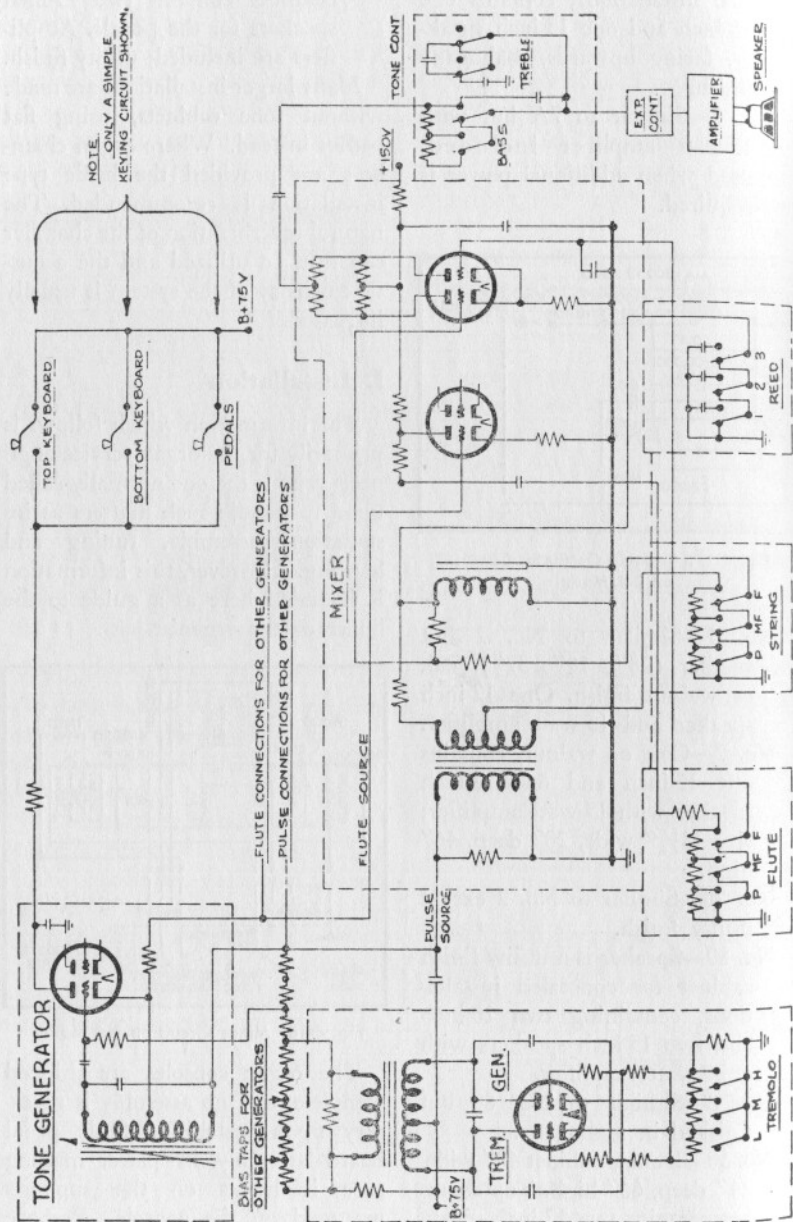 TONE GENERATOR
TOP KEYBOARD
BOTTOM KEYBOARD
PEDALS
B+75V
NOTE
ONLY A SIMPLE
KEYING CIRCUIT SHOWN
FLUTE CONNECTIONS FOR OTHER GENERATORS
PULSE CONNECTIONS FOR OTHER GENERATORS
BIAS TAPS FOR
OTHER GENERATORS
FLUTE SOURCE
MIXER
+150V
TONE CONT
BASS
TREBLE
PULSE
SOURCE
B+75V
TREM. GEN.
L
M
H
TREMOLO
P
MF
F
FLUTE
P
MF
F
STRING
1
2
3
REED
EXP.
CONT
AMPLIFIER
SPEAKER